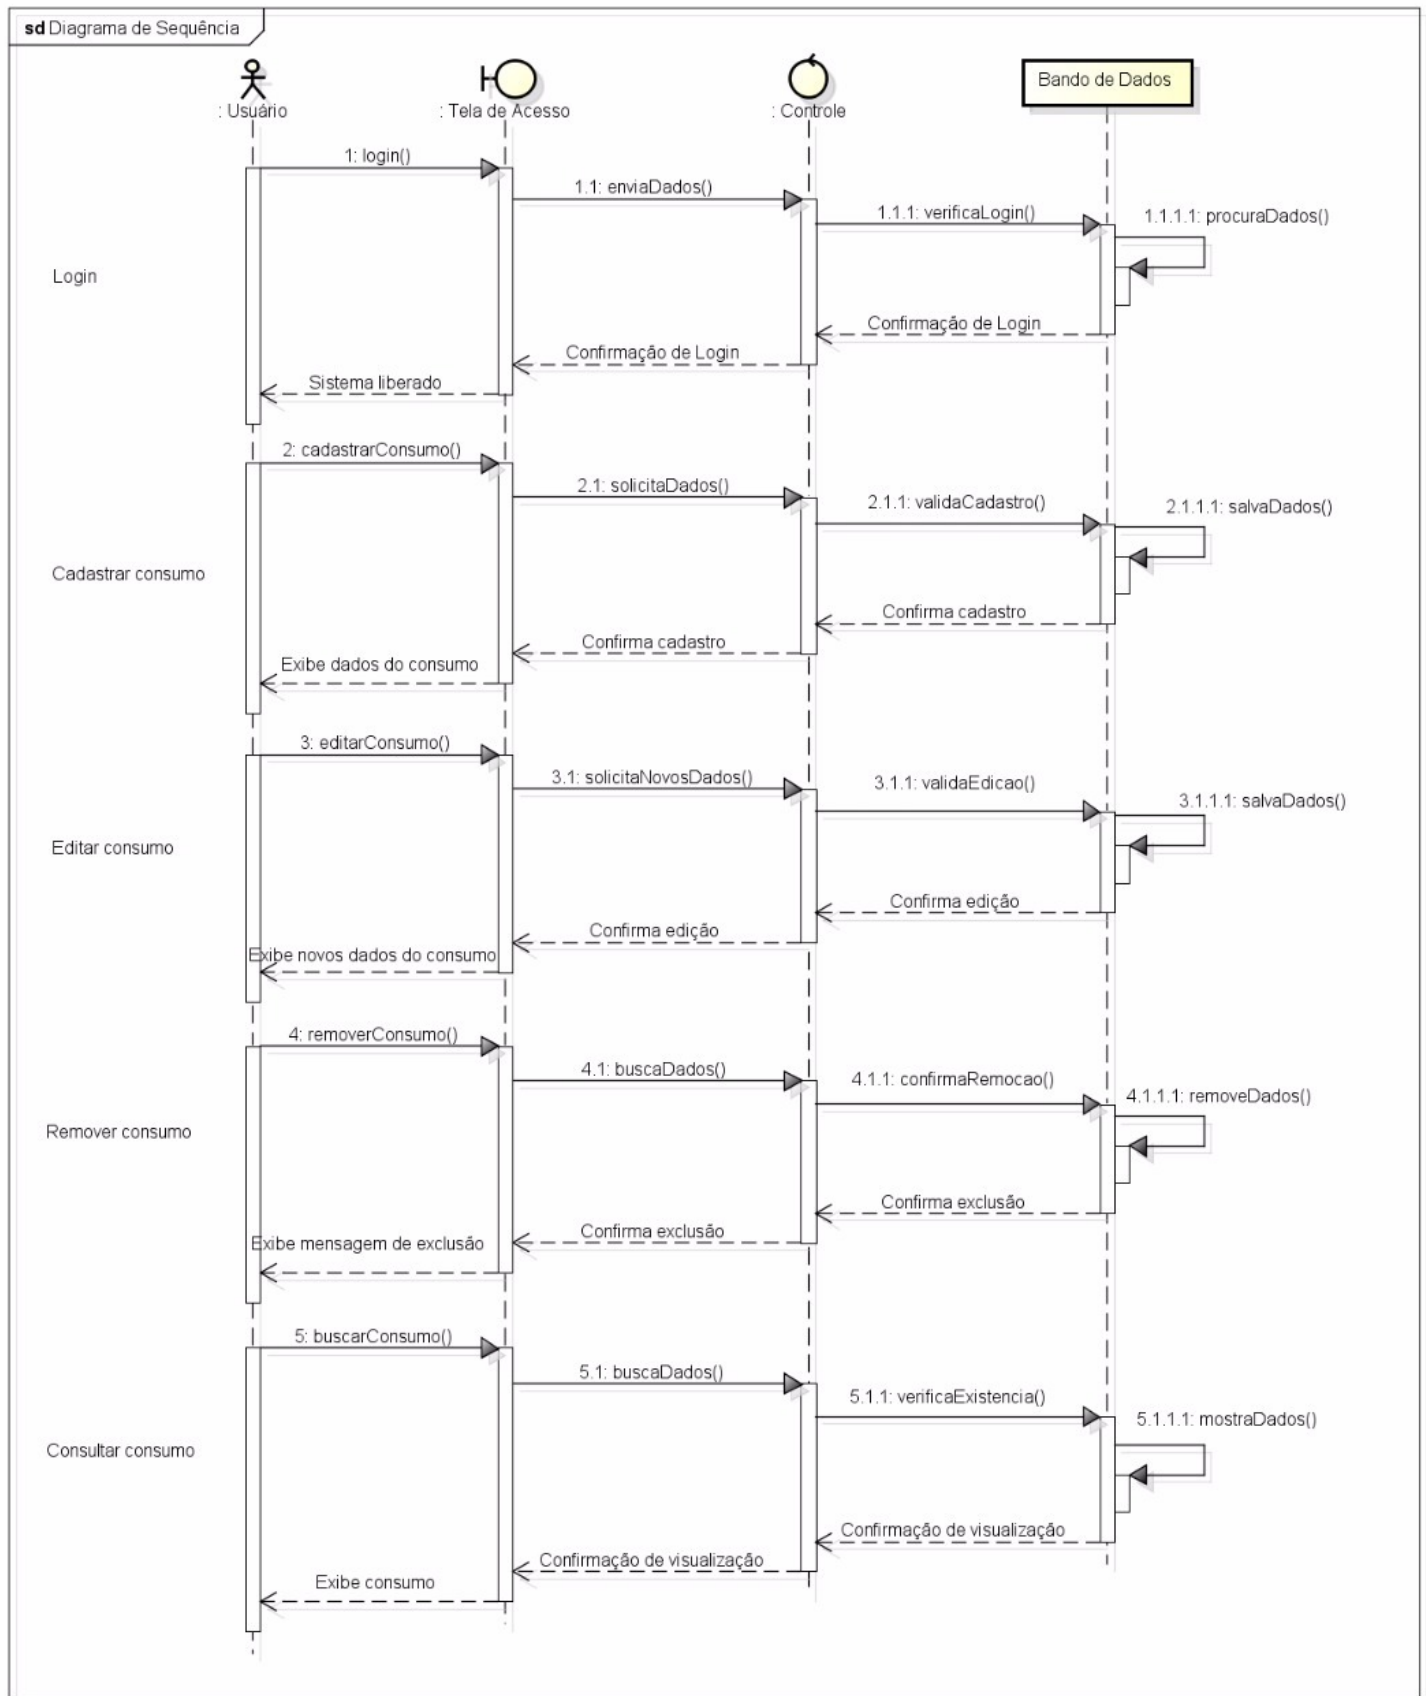 sd Diagrama de Sequência
: Usuário
: Tela de Acesso
: Controle
Bando de Dados
1: login()
1.1: enviaDados()
1.1.1: verificaLogin()
1.1.1.1: procuraDados()
Login
Confirmação de Login
Confirmação de Login
Sistema liberado
2: cadastrarConsumo()
2.1: solicitaDados()
2.1.1: validaCadastro()
2.1.1.1: salvaDados()
Cadastrar consumo
Confirma cadastro
Confirma cadastro
Exibe dados do consumo
3: editarConsumo()
3.1: solicitaNovosDados()
3.1.1: validaEdicao()
3.1.1.1: salvaDados()
Editar consumo
Confirma edição
Confirma edição
Exibe novos dados do consumo
4: removerConsumo()
4.1: buscaDados()
4.1.1: confirmaRemocao()
4.1.1.1: removeDados()
Remover consumo
Confirma exclusão
Confirma exclusão
Exibe mensagem de exclusão
5: buscarConsumo()
5.1: buscaDados()
5.1.1: verificaExistencia()
5.1.1.1: mostraDados()
Consultar consumo
Confirmação de visualização
Confirmação de visualização
Exibe consumo